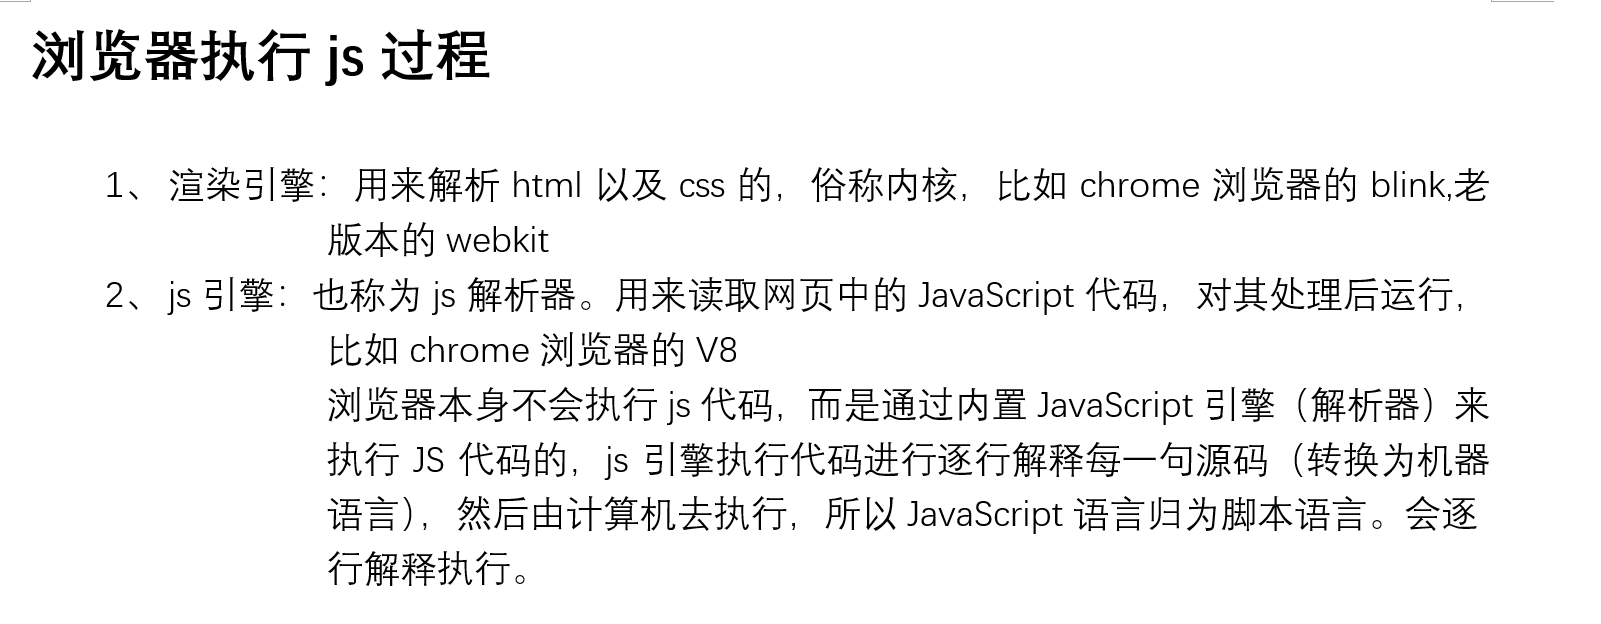 浏览器执行 js 过程
1、 渲染引擎：用来解析 html 以及 css 的，俗称内核，比如 chrome 浏览器的 blink,老
版本的 webkit
2、 js 引擎：也称为 js 解析器。用来读取网页中的 JavaScript 代码，对其处理后运行，
比如 chrome 浏览器的 V8
浏览器本身不会执行 js 代码，而是通过内置 JavaScript 引擎（解析器）来
执行 JS 代码的，js 引擎执行代码进行逐行解释每一句源码（转换为机器
语言），然后由计算机去执行，所以 JavaScript 语言归为脚本语言。会逐
行解释执行。